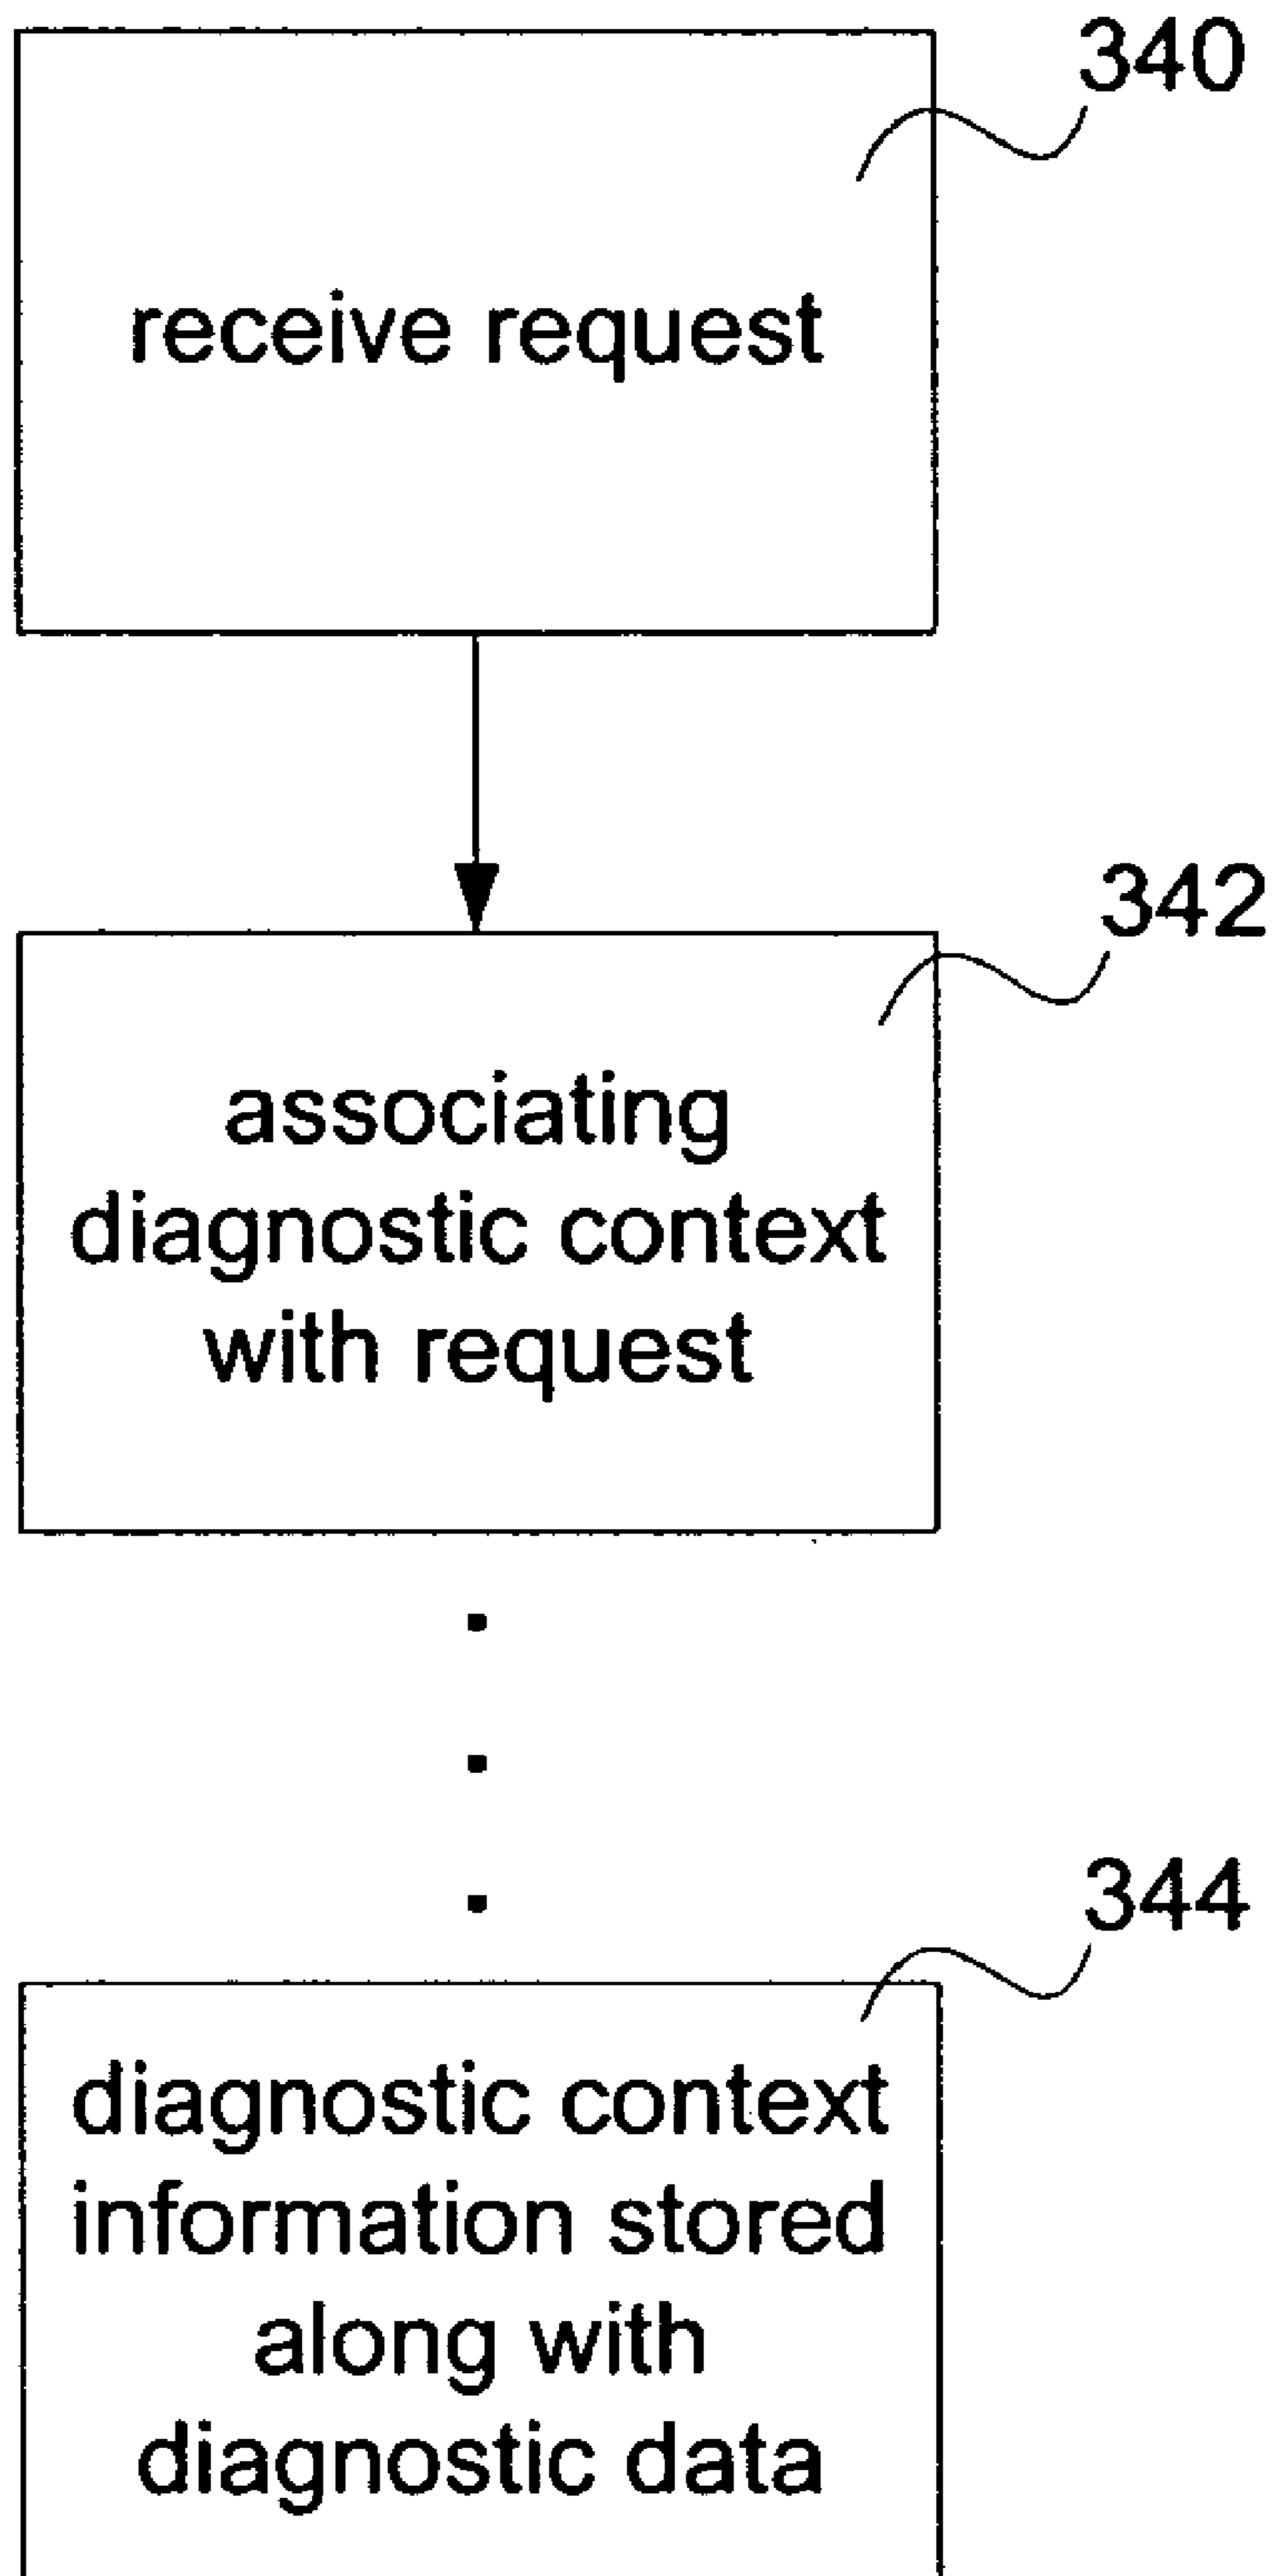 340
receive request
342
associating
diagnostic context
with request
344
diagnostic context
information stored
along with
diagnostic data